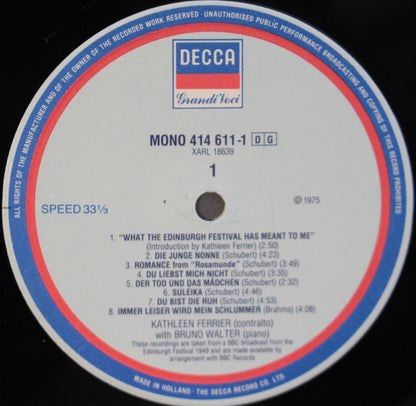 ALL RIGHTS OF THE MANUFACTURER AND OF THE OWNER OF THE RECORDED WORK RESERVED · UNAUTHORISED PUBLIC PERFORMANCE BROADCASTING AND COPYING OF THIS RECORD PROHIBITED
DECCA
Grandi Voci
MONO 414 611-1 D G
XARL 18639
1
SPEED 33⅓
℗ 1975
1. "WHAT THE EDINBURGH FESTIVAL HAS MEANT TO ME"
(Introduction by Kathleen Ferrier) (2:50)
2. DIE JUNGE NONNE (Schubert) (4:23)
3. ROMANCE from "Rosamunde" (Schubert) (3:49)
4. DU LIEBST MICH NICHT (Schubert) (3:35)
5. DER TOD UND DAS MÄDCHEN (Schubert) (2:32)
6. SULEIKA (Schubert) (4:46)
7. DU BIST DIE RUH (Schubert) (3:59)
8. IMMER LEISER WIRD MEIN SCHLUMMER (Brahms) (4:08)
KATHLEEN FERRIER (contralto)
with BRUNO WALTER (piano)
These recordings are taken from a BBC broadcast from the
Edinburgh Festival 1949 and are made available by
arrangement with BBC Records
MADE IN HOLLAND · THE DECCA RECORD CO. LTD.